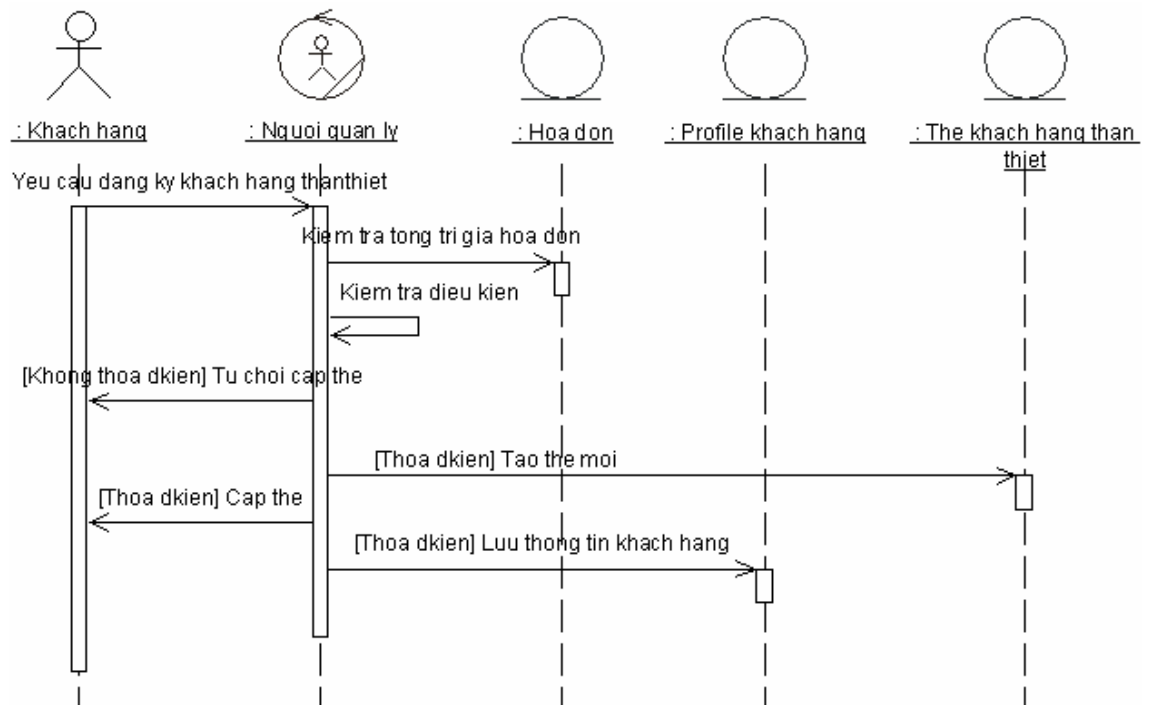 : Khach hang
: Nguoi quan ly
: Hoa don
: Profile khach hang
: The khach hang than
thiet
Yeu cau dang ky khach hang thanthiet
Kiem tra tong tri gia hoa don
Kiem tra dieu kien
[Khong thoa dkien] Tu choi cap the
[Thoa dkien] Tao the moi
[Thoa dkien] Cap the
[Thoa dkien] Luu thong tin khach hang